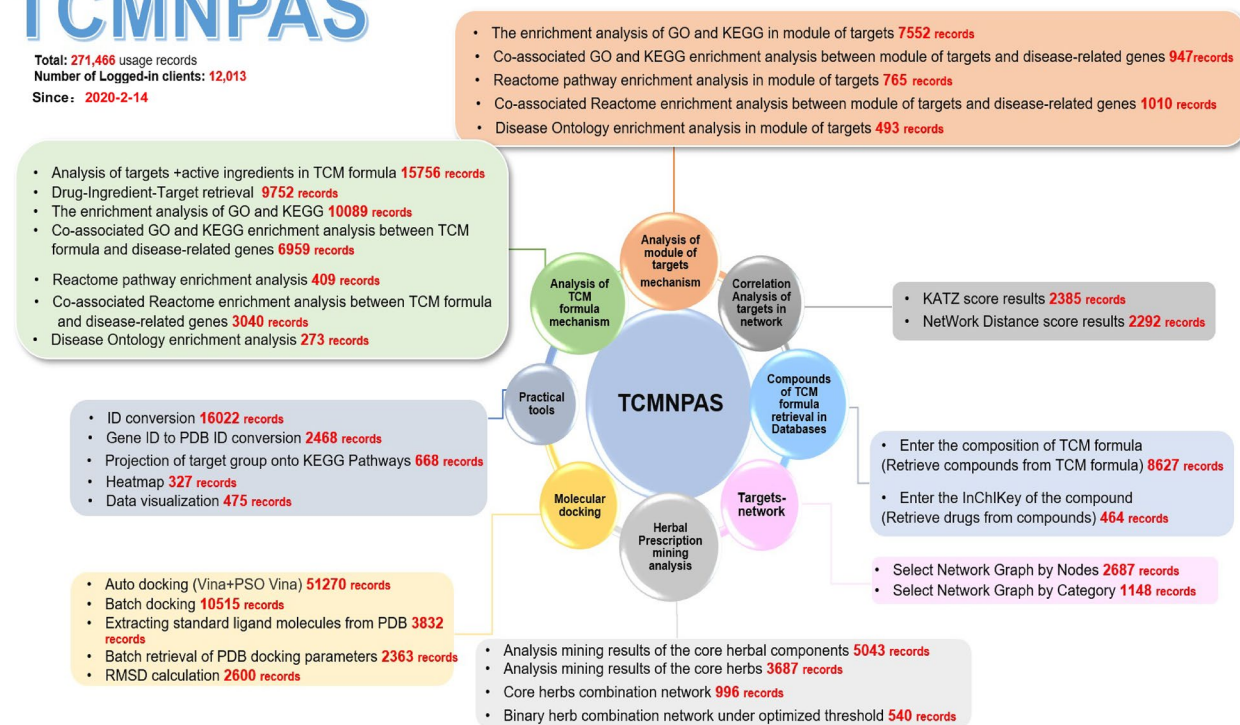 TCMNPAS
Total: 271,466 usage records
Number of Logged-in clients: 12,013
Since： 2020-2-14
• The enrichment analysis of GO and KEGG in module of targets 7552 records
• Co-associated GO and KEGG enrichment analysis between module of targets and disease-related genes 947records
• Reactome pathway enrichment analysis in module of targets 765 records
• Co-associated Reactome enrichment analysis between module of targets and disease-related genes 1010 records
• Disease Ontology enrichment analysis in module of targets 493 records
• Analysis of targets +active ingredients in TCM formula 15756 records
• Drug-Ingredient-Target retrieval 9752 records
• The enrichment analysis of GO and KEGG 10089 records
• Co-associated GO and KEGG enrichment analysis between TCM
formula and disease-related genes 6959 records
• Reactome pathway enrichment analysis 409 records
• Co-associated Reactome enrichment analysis between TCM formula
and disease-related genes 3040 records
• Disease Ontology enrichment analysis 273 records
Analysis of
module of
targets
mechanism
Analysis of
TCM
formula
mechanism
Correlation
Analysis of
targets in
network
• KATZ score results 2385 records
• NetWork Distance score results 2292 records
Practical
tools
TCMNPAS
Compounds
of TCM
formula
retrieval in
Databases
• ID conversion 16022 records
• Gene ID to PDB ID conversion 2468 records
• Projection of target group onto KEGG Pathways 668 records
• Heatmap 327 records
• Data visualization 475 records
• Enter the composition of TCM formula
(Retrieve compounds from TCM formula) 8627 records
• Enter the InChIKey of the compound
(Retrieve drugs from compounds) 464 records
Molecular
docking
Herbal
Prescription
mining
analysis
Targets-
network
• Select Network Graph by Nodes 2687 records
• Select Network Graph by Category 1148 records
• Auto docking (Vina+PSO Vina) 51270 records
• Batch docking 10515 records
• Extracting standard ligand molecules from PDB 3832
records
• Batch retrieval of PDB docking parameters 2363 records
• RMSD calculation 2600 records
• Analysis mining results of the core herbal components 5043 records
• Analysis mining results of the core herbs 3687 records
• Core herbs combination network 996 records
• Binary herb combination network under optimized threshold 540 records